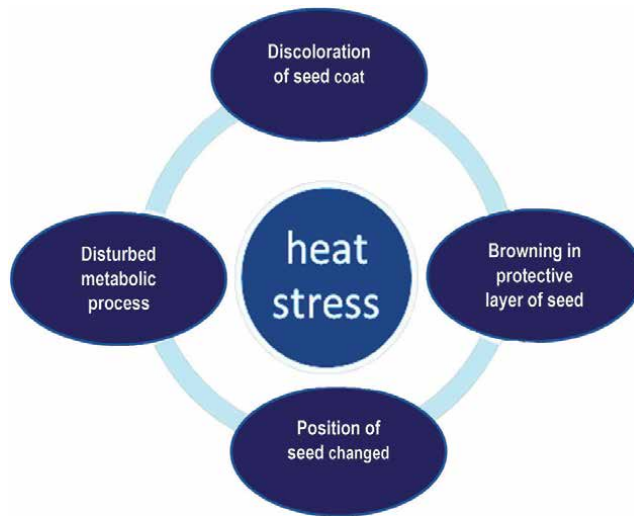 Discoloration
of seed coat
Disturbed
metabolic
process
heat
stress
Browning in
protective
layer of seed
Position of
seed changed